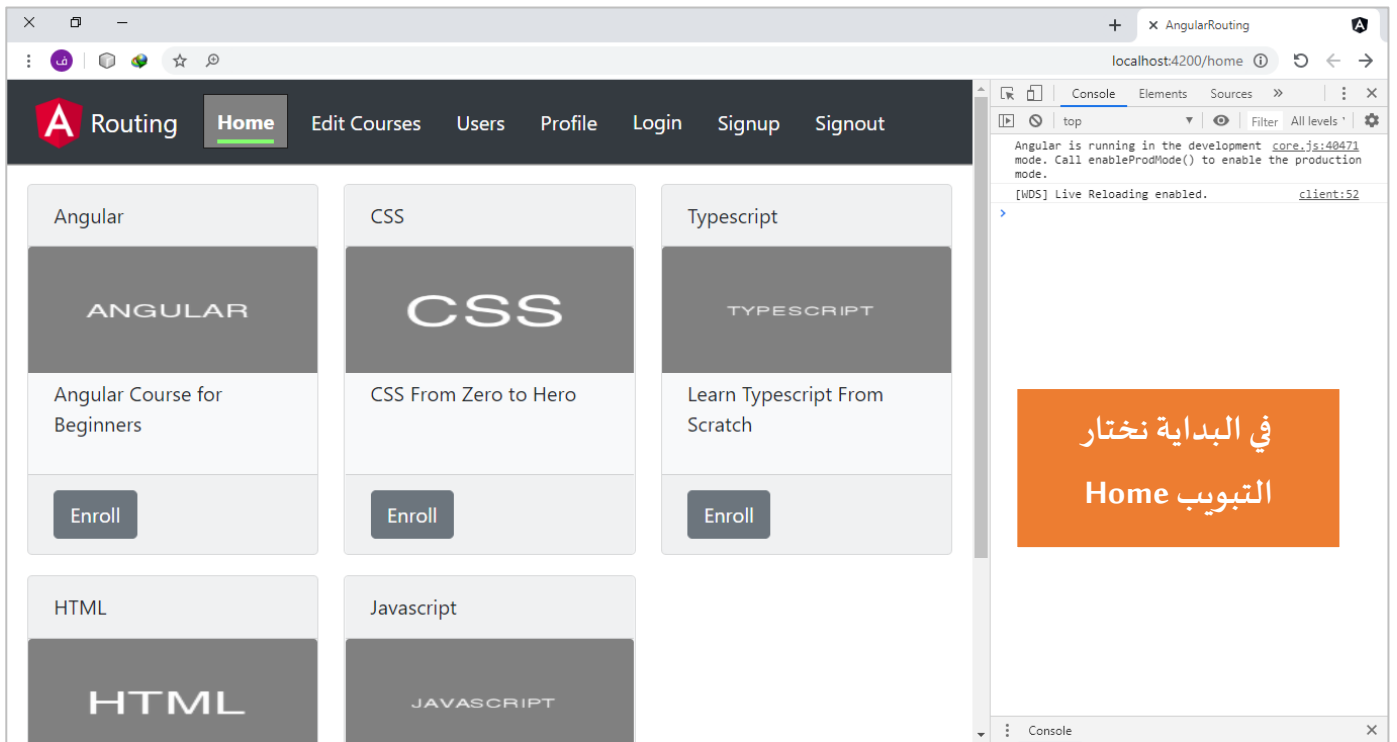 AngularRouting
localhost:4200/home
ف
Routing
Home
Edit Courses
Users
Profile
Login
Signup
Signout
Angular
ANGULAR
Angular Course for
Beginners
Enroll
CSS
CSS
CSS From Zero to Hero
Enroll
Typescript
TYPESCRIPT
Learn Typescript From
Scratch
Enroll
HTML
HTML
Javascript
JAVASCRIPT
Console Elements Sources
top Filter All levels
Angular is running in the development core.js:40471
mode. Call enableProdMode() to enable the production
mode.
[WDS] Live Reloading enabled. client:52
في البداية نختار
التبويب Home
Console